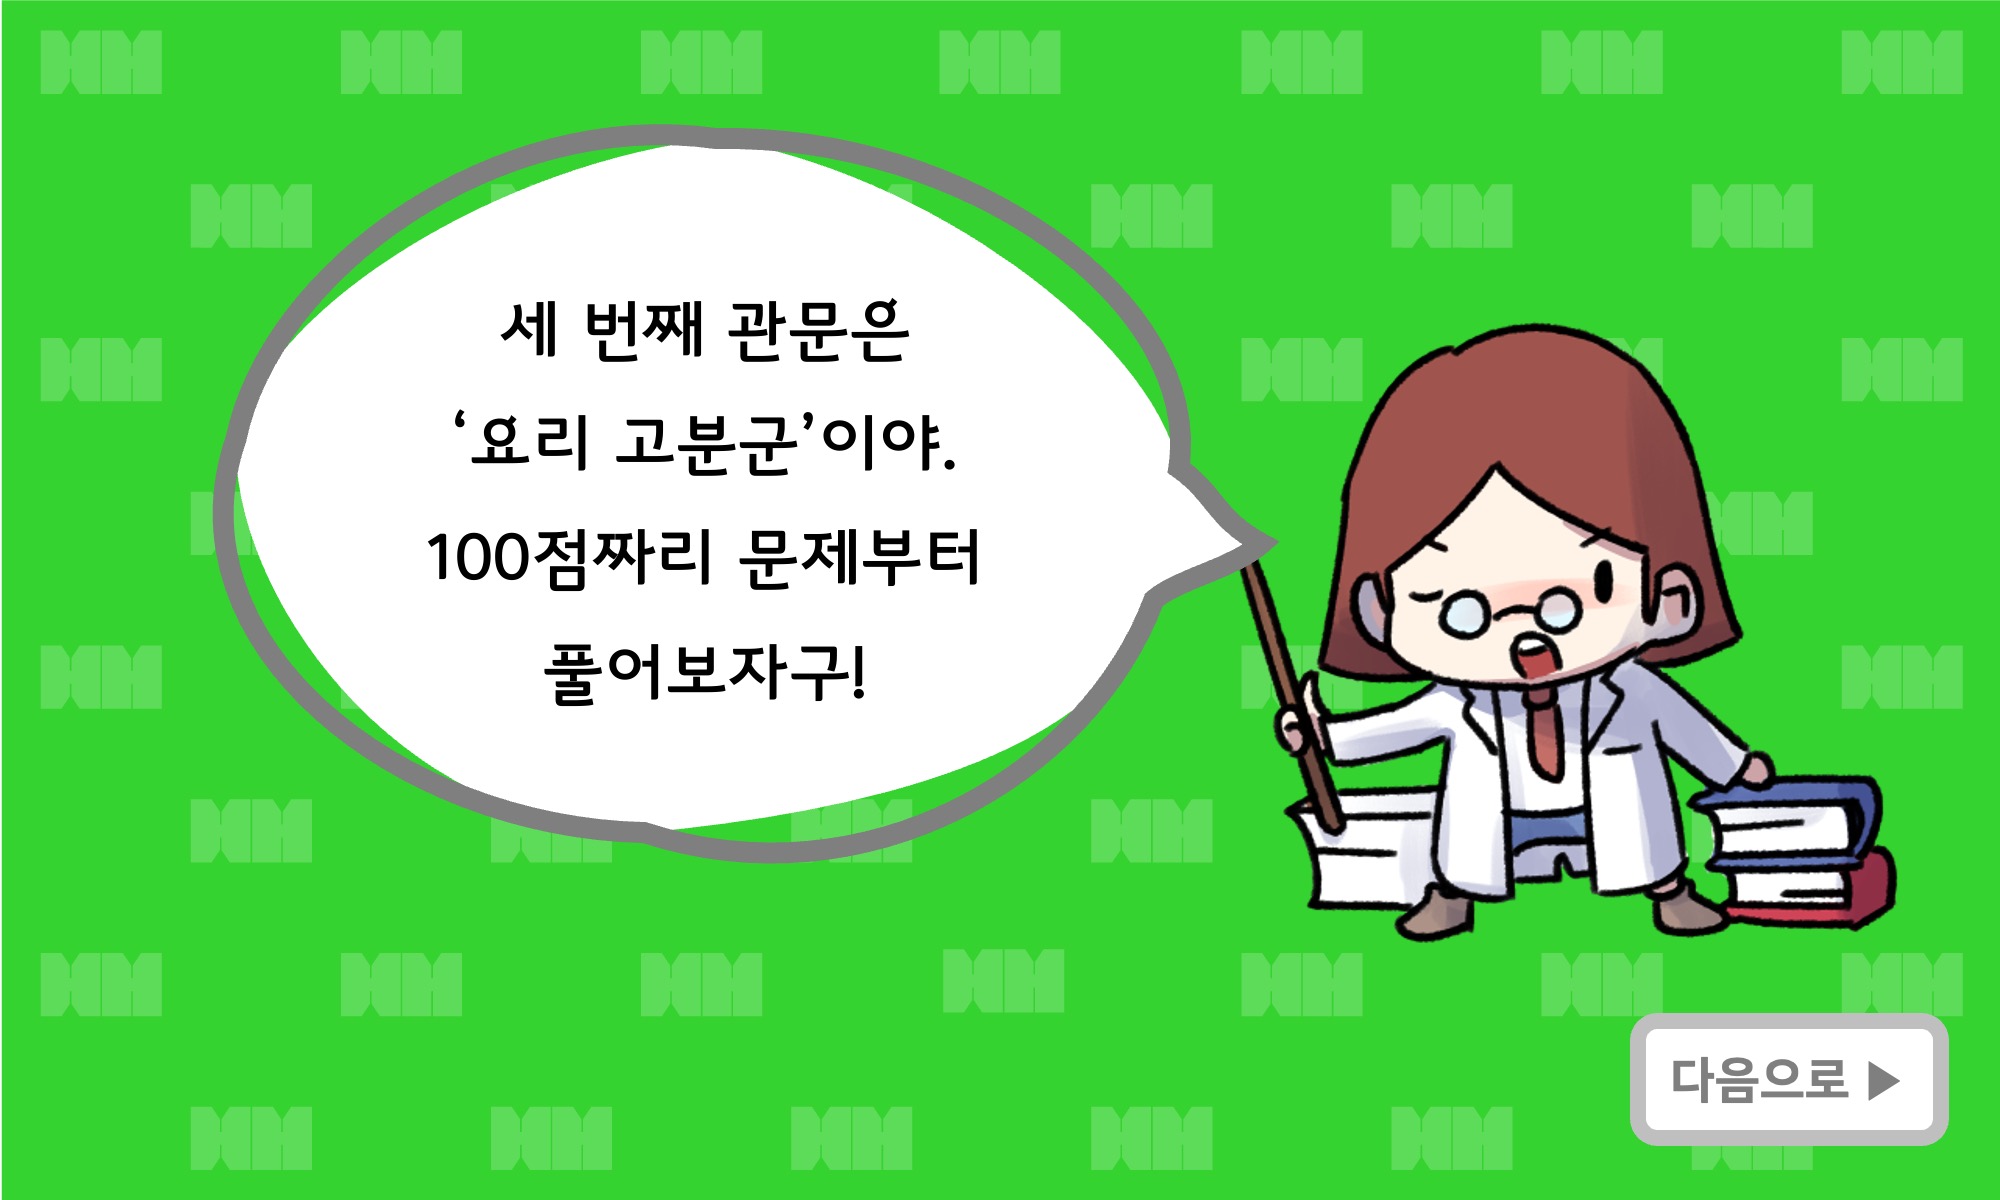 세 번째 관문은
‘요리 고분군’이야.
100점짜리 문제부터
풀어보자구!
다음으로 ▶